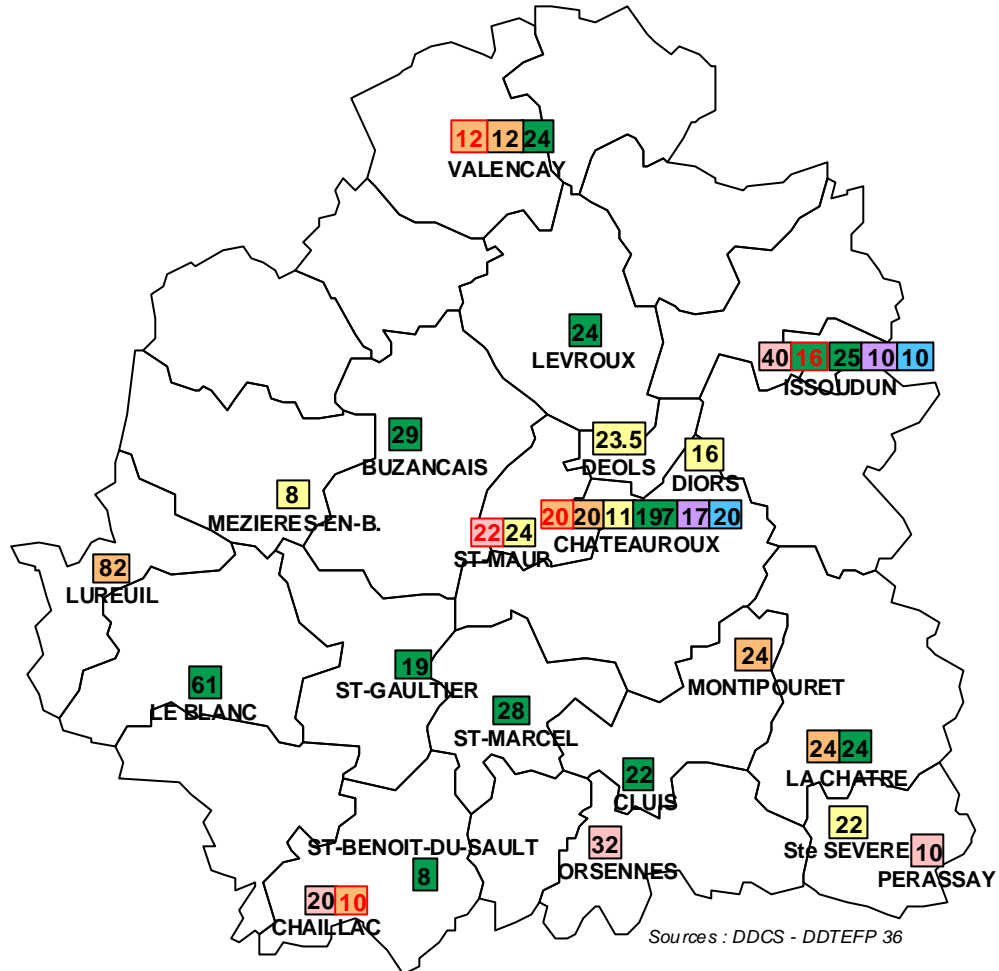 12 12 24
VALENCAY
24
LEVROUX
40 16 25 10 10
ISSOUDUN
29
BUZANCAIS
23.5
DEOLS
16
DIORS
8
MEZIERES-EN-B.
22 24
ST-MAUR
20 20 11 197 17 20
CHATEAUROUX
82
LUREUIL
61
LE BLANC
19
ST-GAULTIER
24
MONTIPOURET
28
ST-MARCEL
24 24
LA CHATRE
22
CLUIS
22
Ste SEVERE
32
ORSENNES
10
PERASSAY
ST-BENOIT-DU-SAULT
8
20 10
CHAILLAC
Sources : DDCS - DDTEFP 36